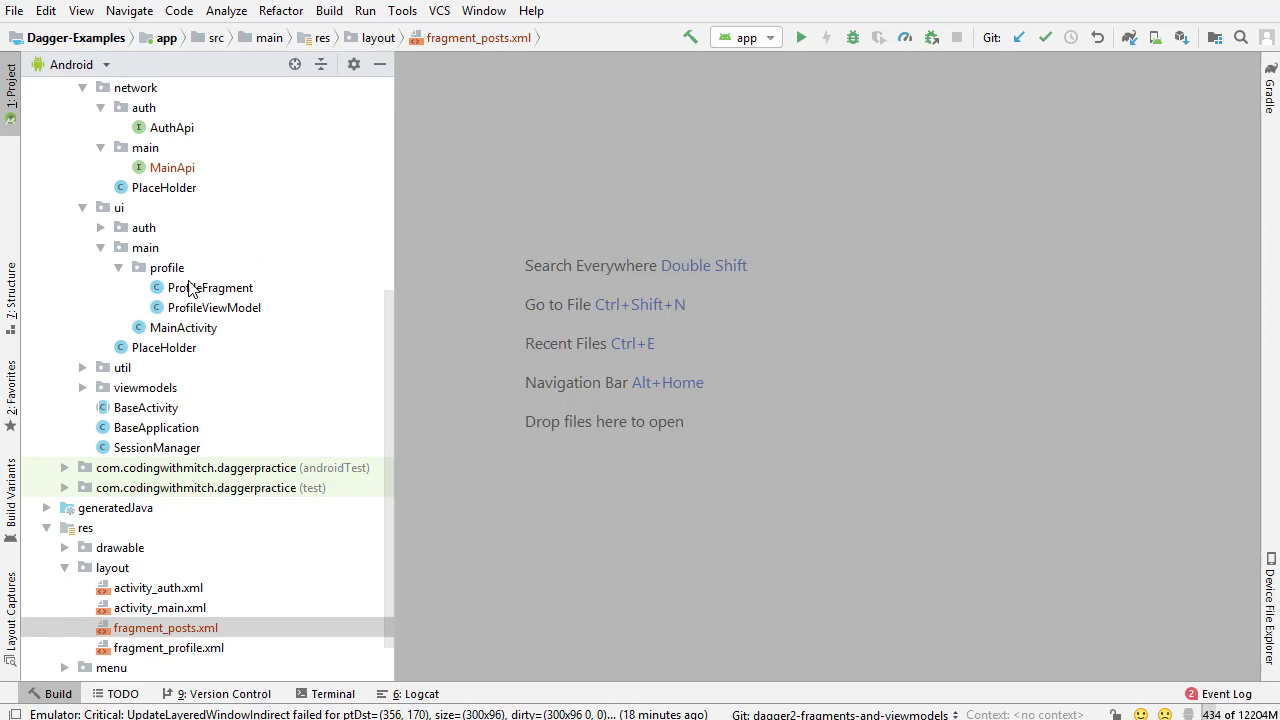 File Edit View Navigate Code Analyze Refactor Build Run Tools VCS Window Help
Dagger-Examples app src main res layout fragment_posts.xml app Git:
1: Project
Android
network
auth
AuthApi
main
MainApi
PlaceHolder
ui
auth
main
profile
ProfileFragment
ProfileViewModel
MainActivity
PlaceHolder
util
viewmodels
BaseActivity
BaseApplication
SessionManager
com.codingwithmitch.daggerpractice (androidTest)
com.codingwithmitch.daggerpractice (test)
generatedJava
res
drawable
layout
activity_auth.xml
activity_main.xml
fragment_posts.xml
fragment_profile.xml
menu
7: Structure
2: Favorites
Build Variants
Layout Captures
Search Everywhere Double Shift
Go to File Ctrl+Shift+N
Recent Files Ctrl+E
Navigation Bar Alt+Home
Drop files here to open
Gradle
Device File Explorer
Build TODO 9: Version Control Terminal 6: Logcat 2 Event Log
Emulator: Critical: UpdateLayeredWindowIndirect failed for ptDst=(356, 170), size=(300x96), dirty=(300x96 0, 0)... (18 minutes ago) Git: dagger2-fragments-and-viewmodels Context: <no context> 434 of 12204M